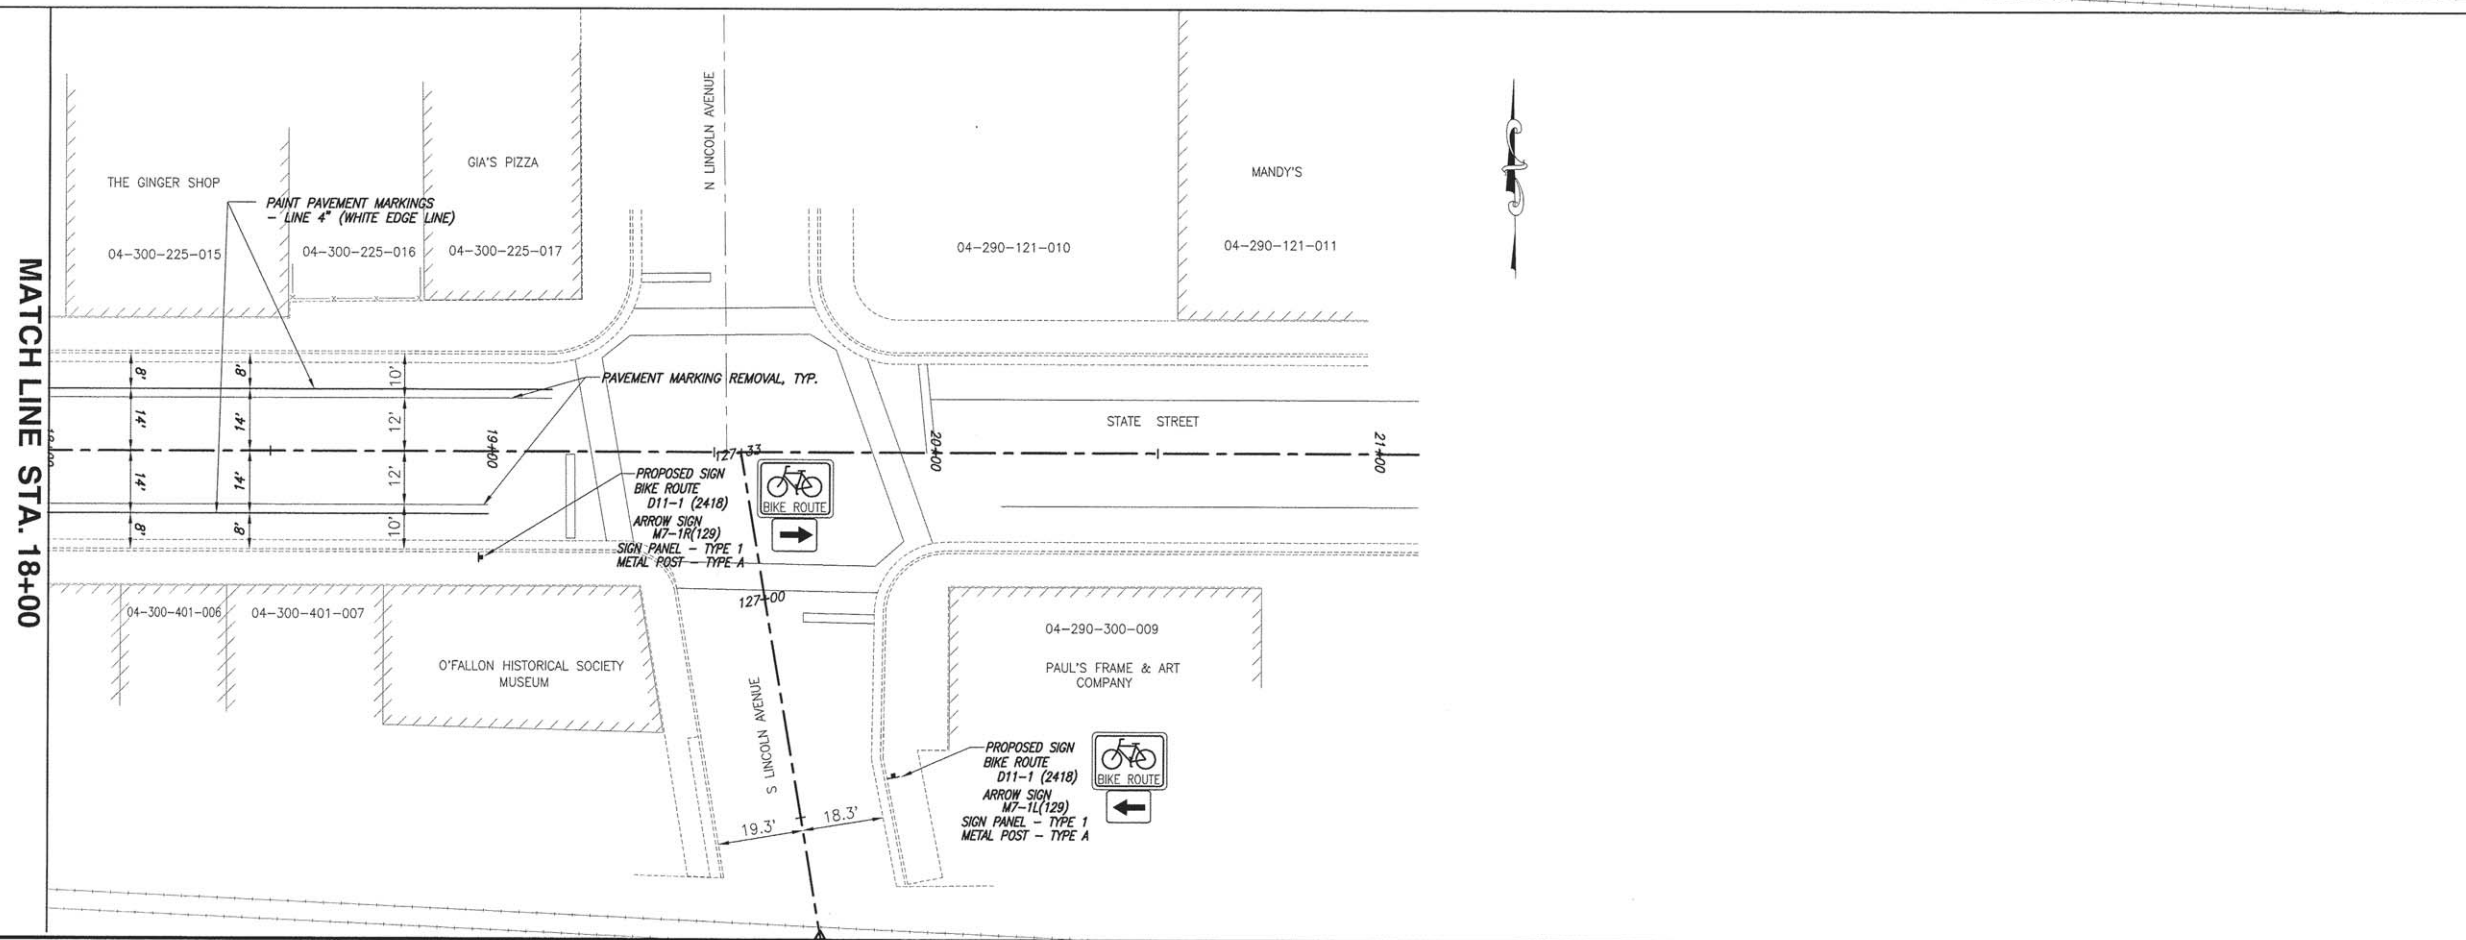 MATCH LINE STA. 18+00
N LINCOLN AVENUE
GIA'S PIZZA
THE GINGER SHOP
MANDY'S
PAINT PAVEMENT MARKINGS
- LINE 4" (WHITE EDGE LINE)
04-300-225-015
04-300-225-016
04-300-225-017
04-290-121-010
04-290-121-011
8'
8'
10'
PAVEMENT MARKING REMOVAL, TYP.
14'
14'
12'
STATE STREET
19+00
20+00
21+00
127+33
14'
14'
12'
8'
8'
10'
PROPOSED SIGN
BIKE ROUTE
D11-1 (2418)
ARROW SIGN
M7-1R(129)
SIGN PANEL - TYPE 1
METAL POST - TYPE A
BIKE ROUTE
127+00
04-300-401-006
04-300-401-007
O'FALLON HISTORICAL SOCIETY
MUSEUM
S LINCOLN AVENUE
04-290-300-009
PAUL'S FRAME & ART
COMPANY
PROPOSED SIGN
BIKE ROUTE
D11-1 (2418)
ARROW SIGN
M7-1L(129)
SIGN PANEL - TYPE 1
METAL POST - TYPE A
BIKE ROUTE
19.3'
18.3'